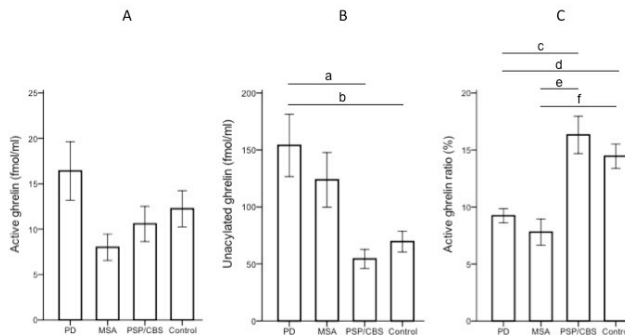 A
B
C
a
b
c
d
e
f
Active ghrelin (fmol/ml)
25
20
15
10
5
0
PD MSA PSP/CBS Control
Unacylated ghrelin (fmol/ml)
200
150
100
50
0
PD MSA PSP/CBS Control
Active ghrelin ratio (%)
20
15
10
5
0
PD MSA PSP/CBS Control